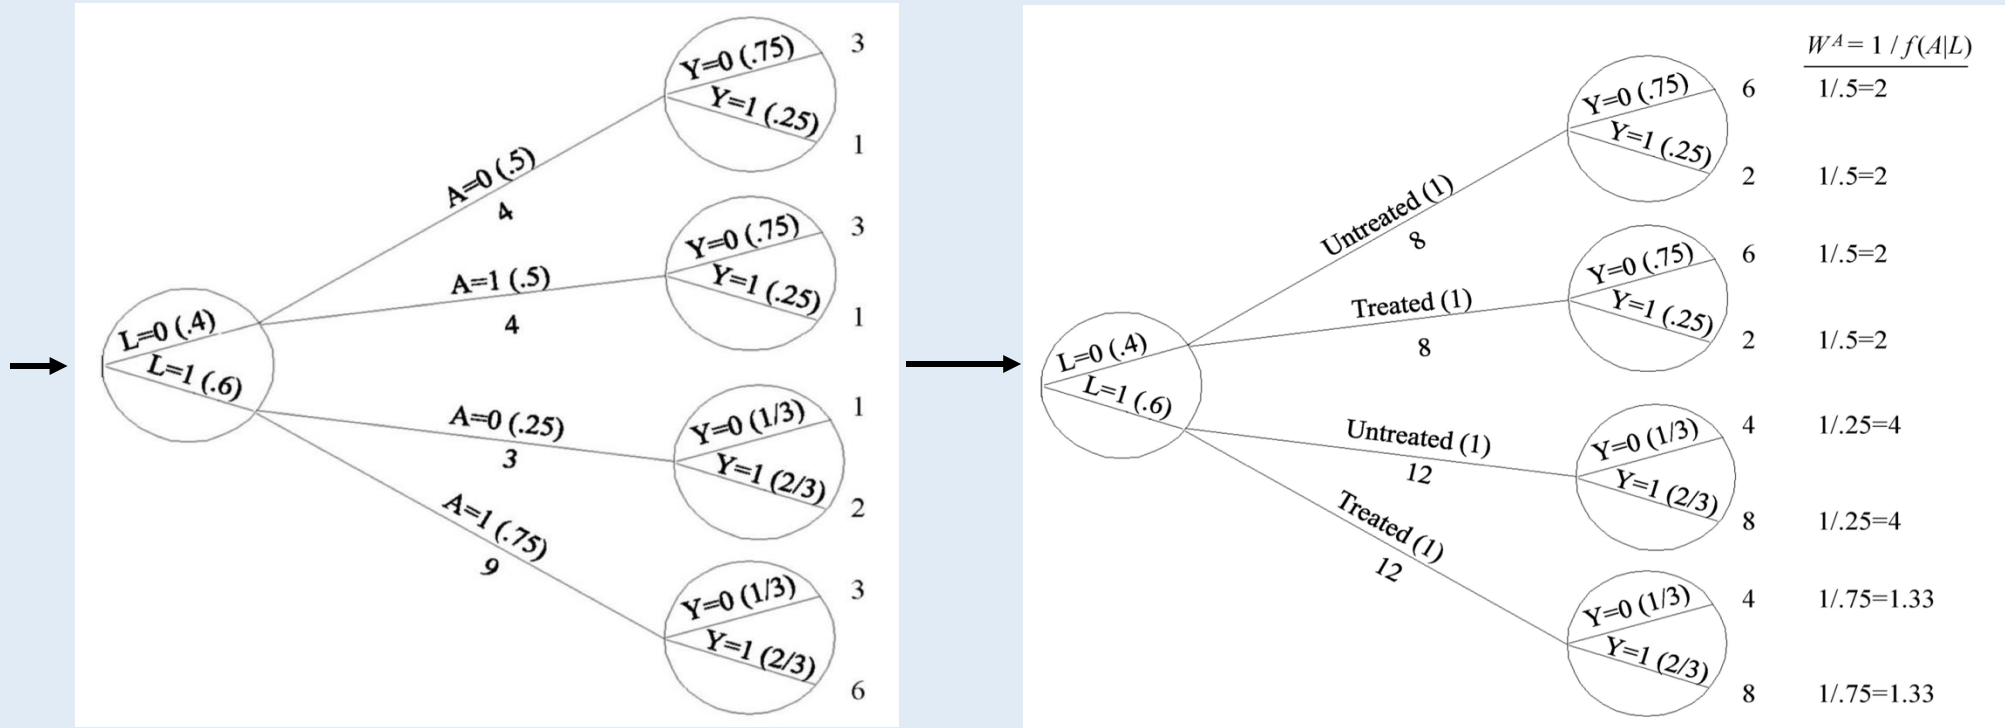 Y=0 (.75)
3
Y=1 (.25)
1
A=0 (.5)
4
Y=0 (.75)
3
Y=1 (.25)
1
A=1 (.5)
4
L=0 (.4)
L=1 (.6)
A=0 (.25)
3
Y=0 (1/3)
1
Y=1 (2/3)
2
A=1 (.75)
9
Y=0 (1/3)
3
Y=1 (2/3)
6
W^A = 1 / f(A|L)
Y=0 (.75)
6 1/.5=2
Y=1 (.25)
2 1/.5=2
Untreated (1)
8
Y=0 (.75)
6 1/.5=2
Y=1 (.25)
2 1/.5=2
Treated (1)
8
L=0 (.4)
L=1 (.6)
Untreated (1)
12
Y=0 (1/3)
4 1/.25=4
Y=1 (2/3)
8 1/.25=4
Treated (1)
12
Y=0 (1/3)
4 1/.75=1.33
Y=1 (2/3)
8 1/.75=1.33